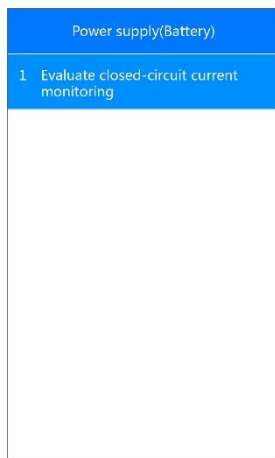 Power supply(Battery)
1 Evaluate closed-circuit current
monitoring